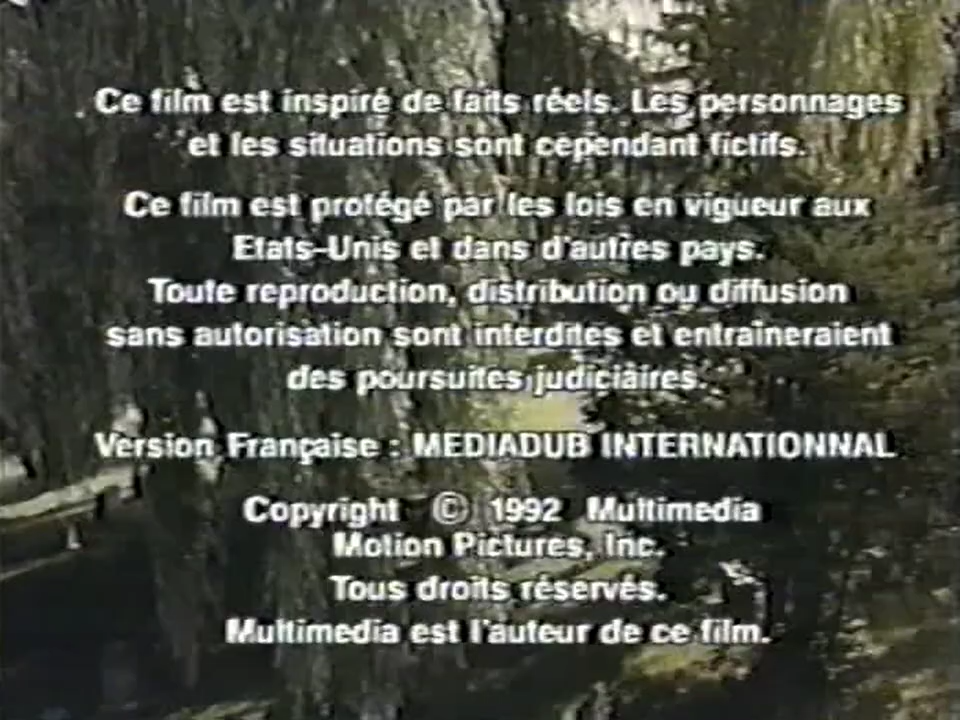 Ce film est inspiré de faits réels. Les personnages
et les situations sont cependant fictifs.
Ce film est protégé par les lois en vigueur aux
Etats-Unis et dans d'autres pays.
Toute reproduction, distribution ou diffusion
sans autorisation sont interdites et entraîneraient
des poursuites judiciaires.
Version Française : MEDIADUB INTERNATIONNAL
Copyright © 1992 Multimedia
Motion Pictures, Inc.
Tous droits réservés.
Multimedia est l'auteur de ce film.